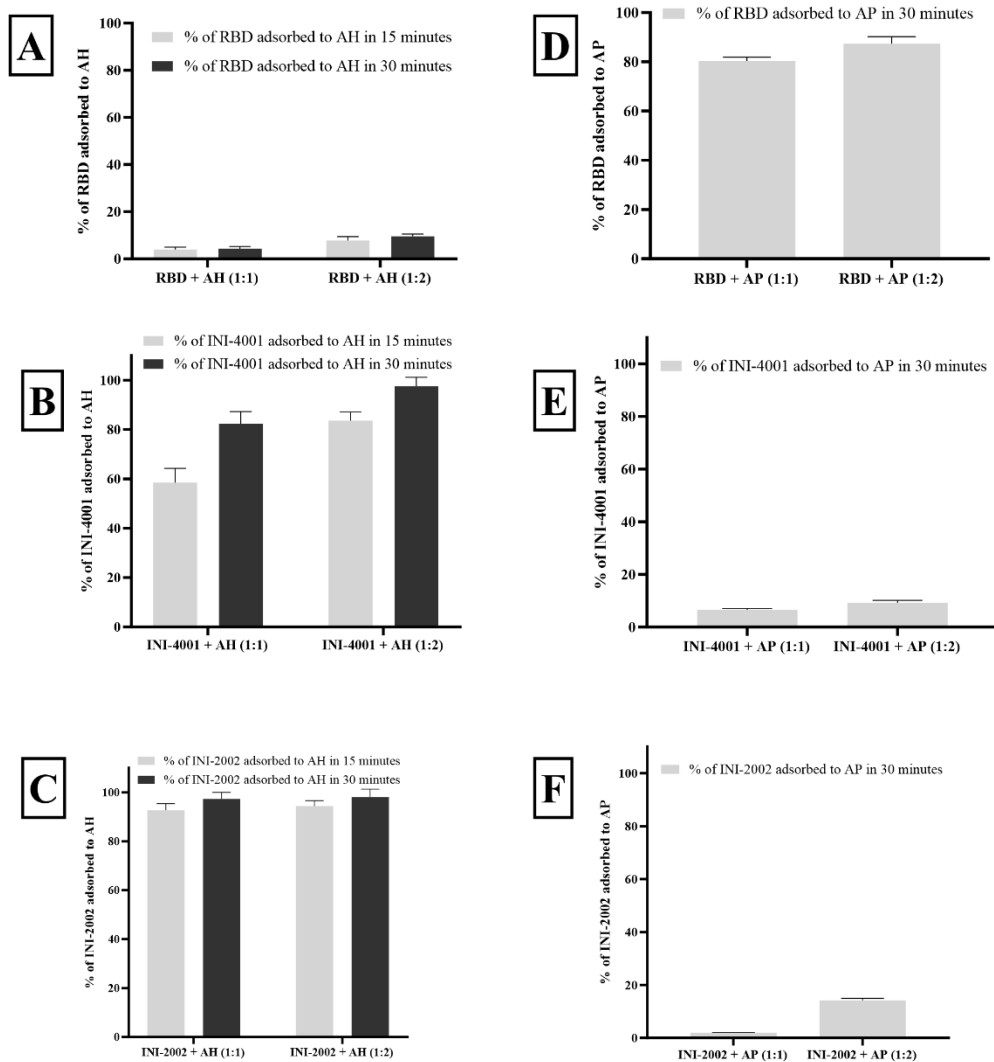 A
% of RBD adsorbed to AH
100
80
60
40
20
0
% of RBD adsorbed to AH in 15 minutes
% of RBD adsorbed to AH in 30 minutes
RBD + AH (1:1)
RBD + AH (1:2)
D
% of RBD adsorbed to AP
100
80
60
40
20
0
% of RBD adsorbed to AP in 30 minutes
RBD + AP (1:1)
RBD + AP (1:2)
B
% of INI-4001 adsorbed to AH
100
80
60
40
20
0
% of INI-4001 adsorbed to AH in 15 minutes
% of INI-4001 adsorbed to AH in 30 minutes
INI-4001 + AH (1:1)
INI-4001 + AH (1:2)
E
% of INI-4001 adsorbed to AP
100
80
60
40
20
0
% of INI-4001 adsorbed to AP in 30 minutes
INI-4001 + AP (1:1)
INI-4001 + AP (1:2)
C
% of INI-2002 adsorbed to AH
100
80
60
40
20
0
% of INI-2002 adsorbed to AH in 15 minutes
% of INI-2002 adsorbed to AH in 30 minutes
INI-2002 + AH (1:1)
INI-2002 + AH (1:2)
F
% of INI-2002 adsorbed to AP
100
80
60
40
20
0
% of INI-2002 adsorbed to AP in 30 minutes
INI-2002 + AP (1:1)
INI-2002 + AP (1:2)